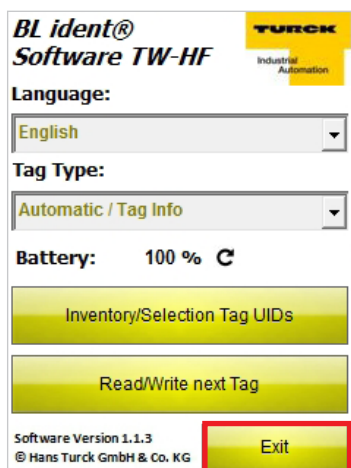 BL ident®
Software TW-HF
TURCK
Industrial
Automation
Language:
English
Tag Type:
Automatic / Tag Info
Battery: 100 %
Inventory/Selection Tag UIDs
Read/Write next Tag
Software Version 1.1.3
© Hans Turck GmbH & Co. KG
Exit